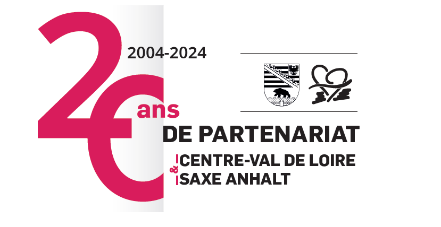 20 ans
2004-2024
DE PARTENARIAT
CENTRE-VAL DE LOIRE
&
SAXE ANHALT